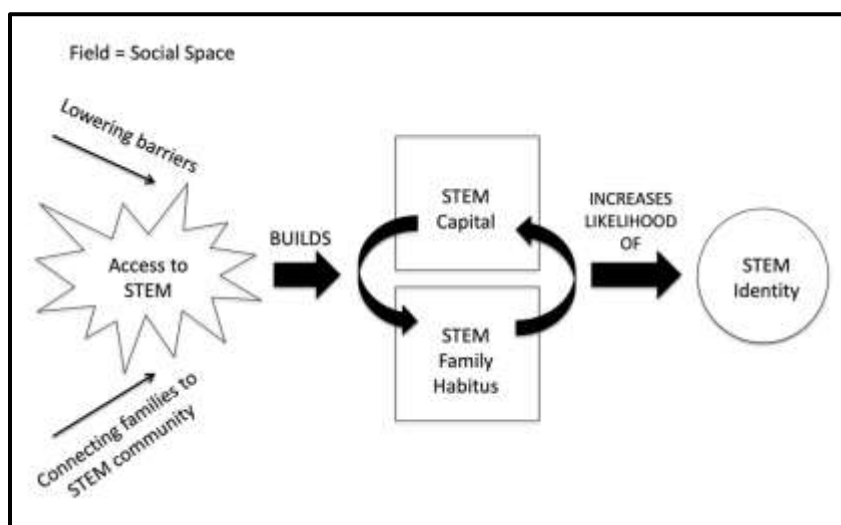 Field = Social Space
Lowering barriers
Access to
STEM
Connecting families to
STEM community
BUILDS
STEM
Capital
STEM
Family
Habitus
INCREASES
LIKELIHOOD
OF
STEM
Identity